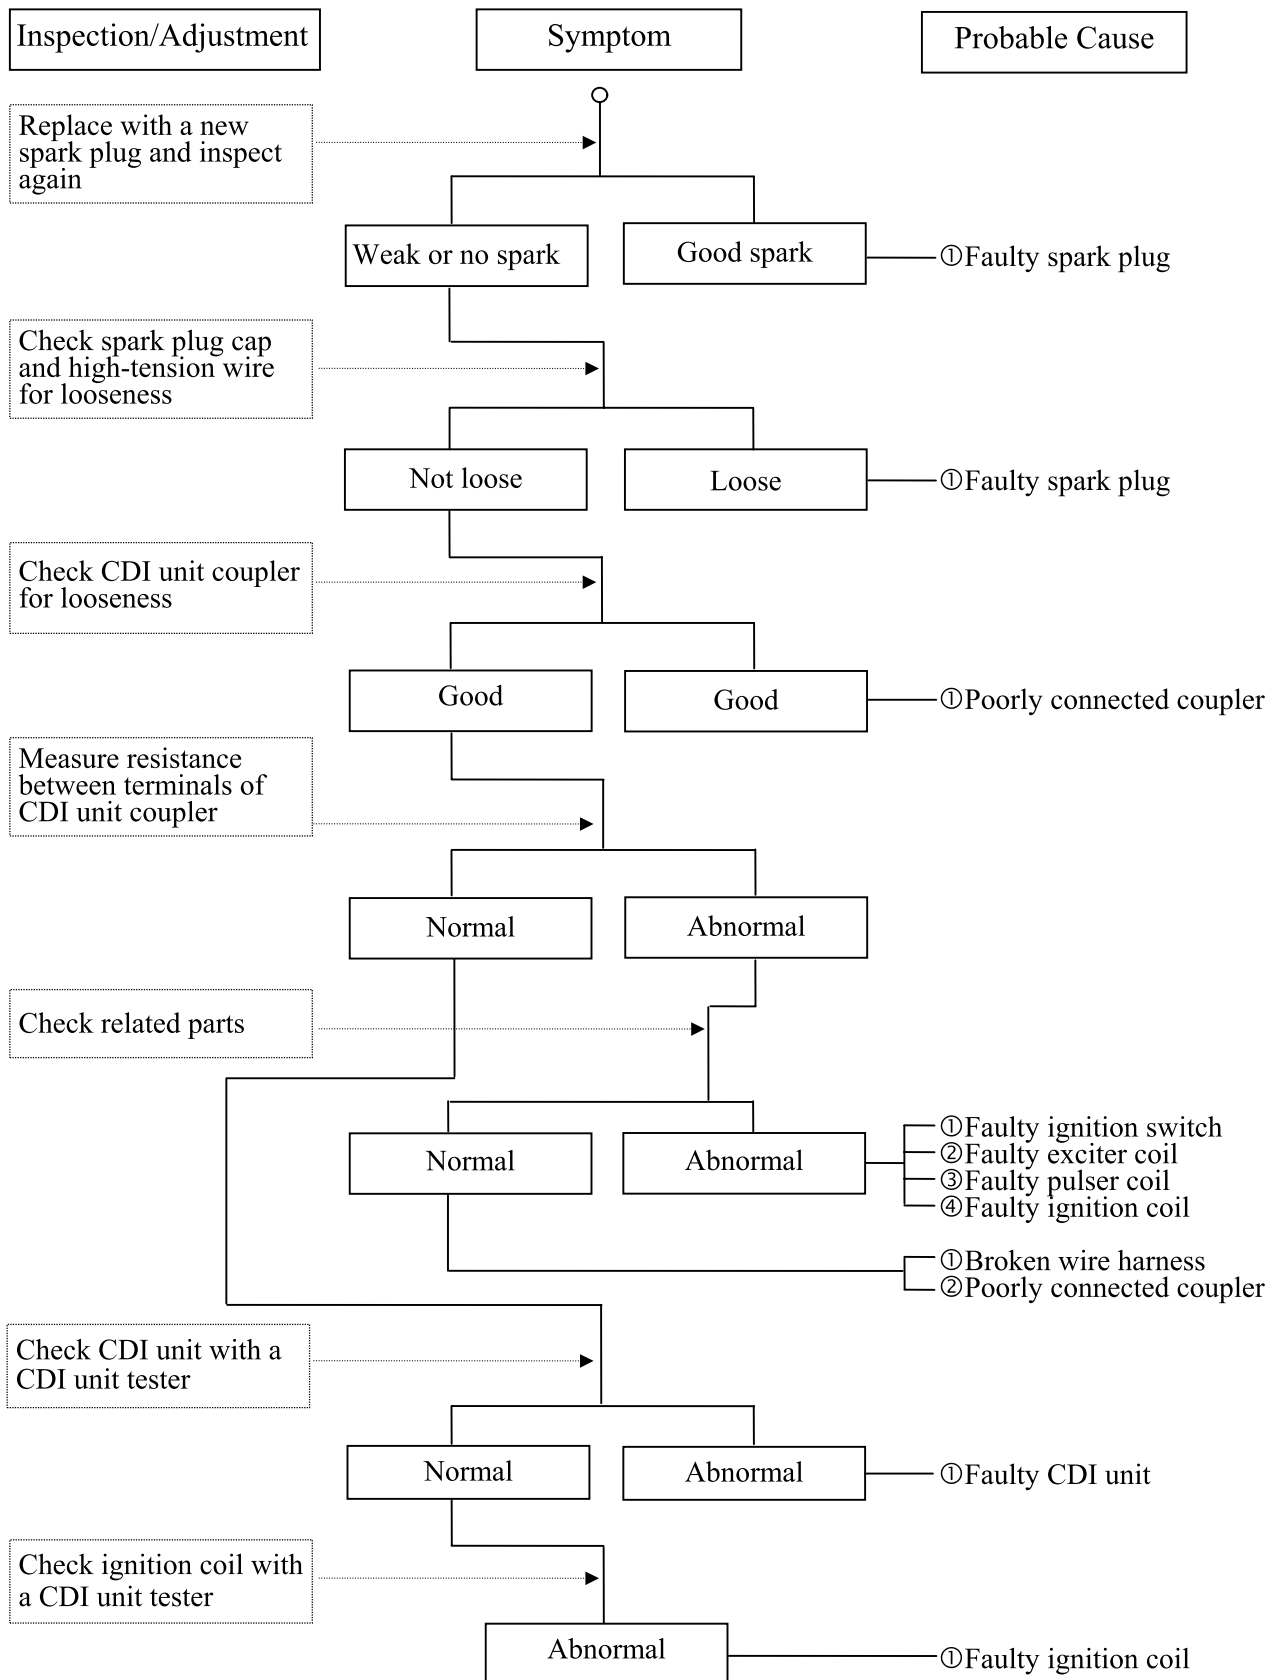 Inspection/Adjustment
Symptom
Probable Cause
Replace with a new
spark plug and inspect
again
Weak or no spark
Good spark
①Faulty spark plug
Check spark plug cap
and high-tension wire
for looseness
Not loose
Loose
①Faulty spark plug
Check CDI unit coupler
for looseness
Good
Good
①Poorly connected coupler
Measure resistance
between terminals of
CDI unit coupler
Normal
Abnormal
Check related parts
Normal
Abnormal
①Faulty ignition switch
②Faulty exciter coil
③Faulty pulser coil
④Faulty ignition coil
①Broken wire harness
②Poorly connected coupler
Check CDI unit with a
CDI unit tester
Normal
Abnormal
①Faulty CDI unit
Check ignition coil with
a CDI unit tester
Abnormal
①Faulty ignition coil